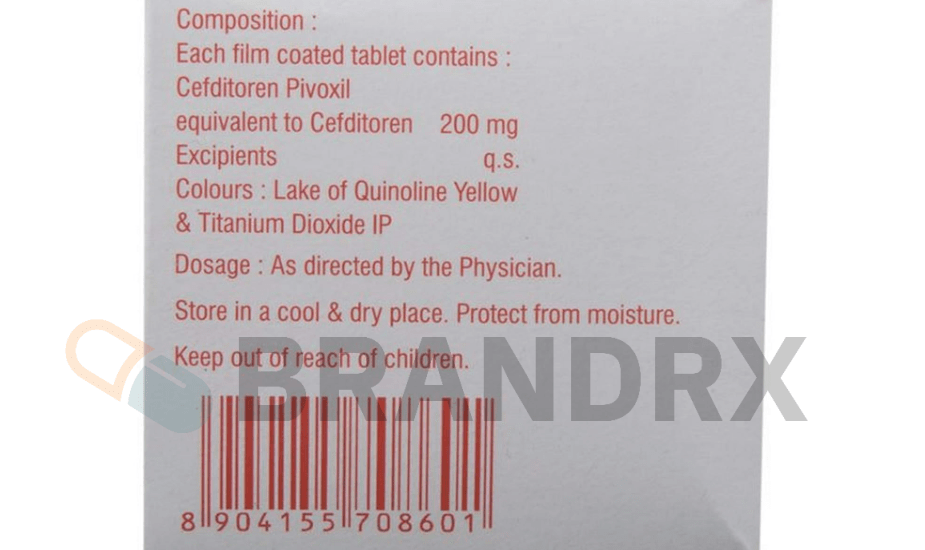 Composition :
Each film coated tablet contains :
Cefditoren Pivoxil
equivalent to Cefditoren 200 mg
Excipients q.s.
Colours : Lake of Quinoline Yellow
& Titanium Dioxide IP
Dosage : As directed by the Physician.
Store in a cool & dry place. Protect from moisture.
Keep out of reach of children.
BRANDRX
8 904155 708601